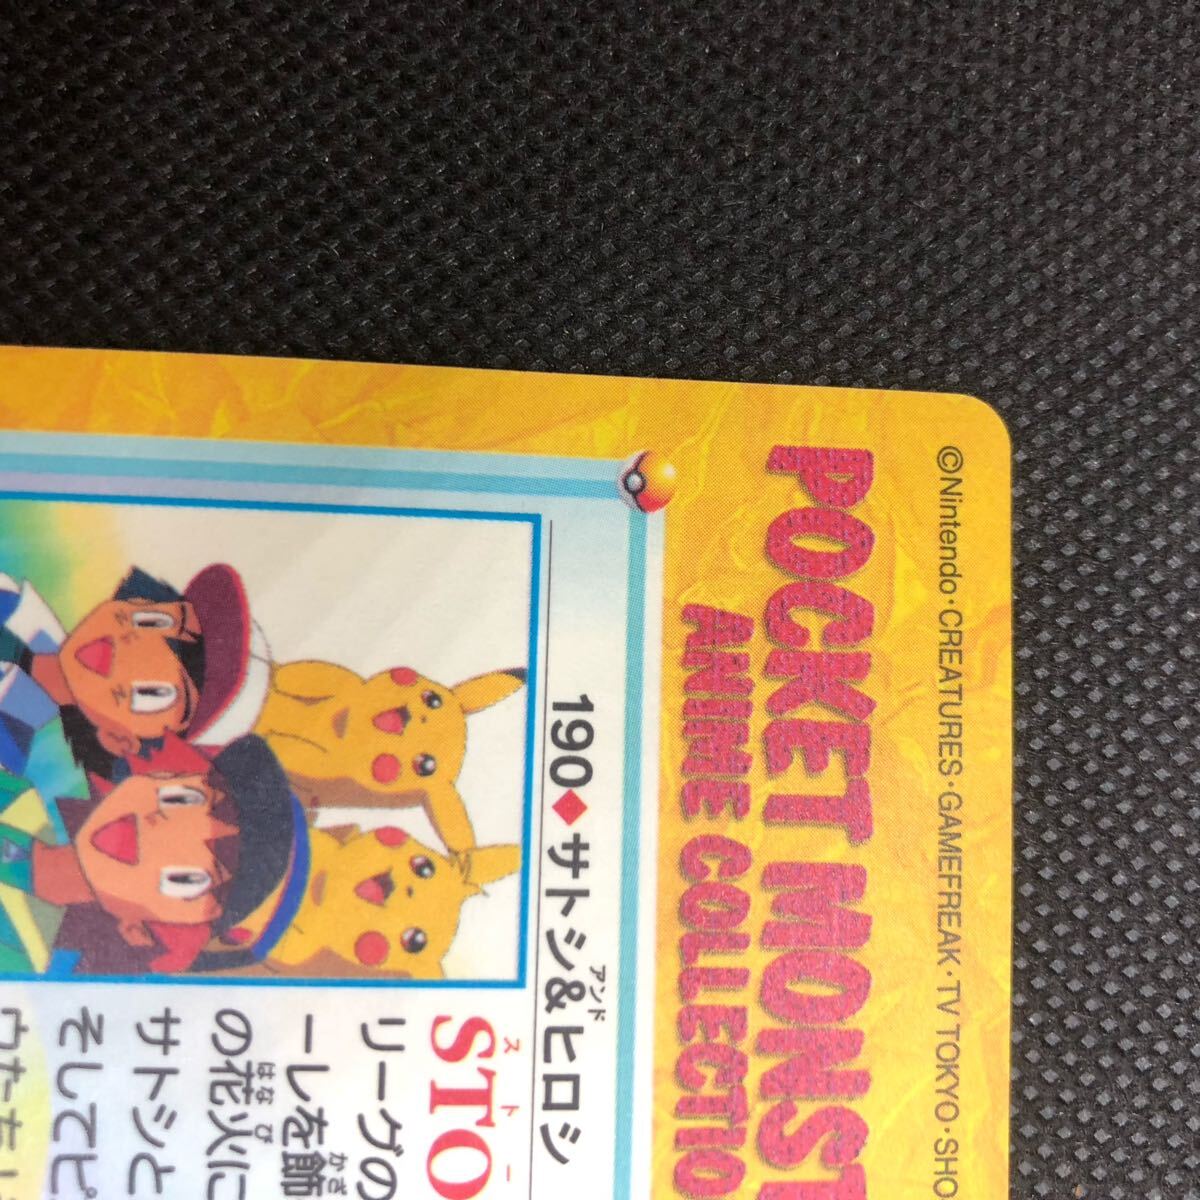 ©Nintendo･CREATURES･GAMEFREAK･TV TOKYO･SHO
POCKET MONST
ANIME COLLECTIO
190◆サトシ&ヒロシ
アンド
ストー
STO
リーグの
ーしを飾
かざ
の花火に
はなび
サトシと
そしてピ